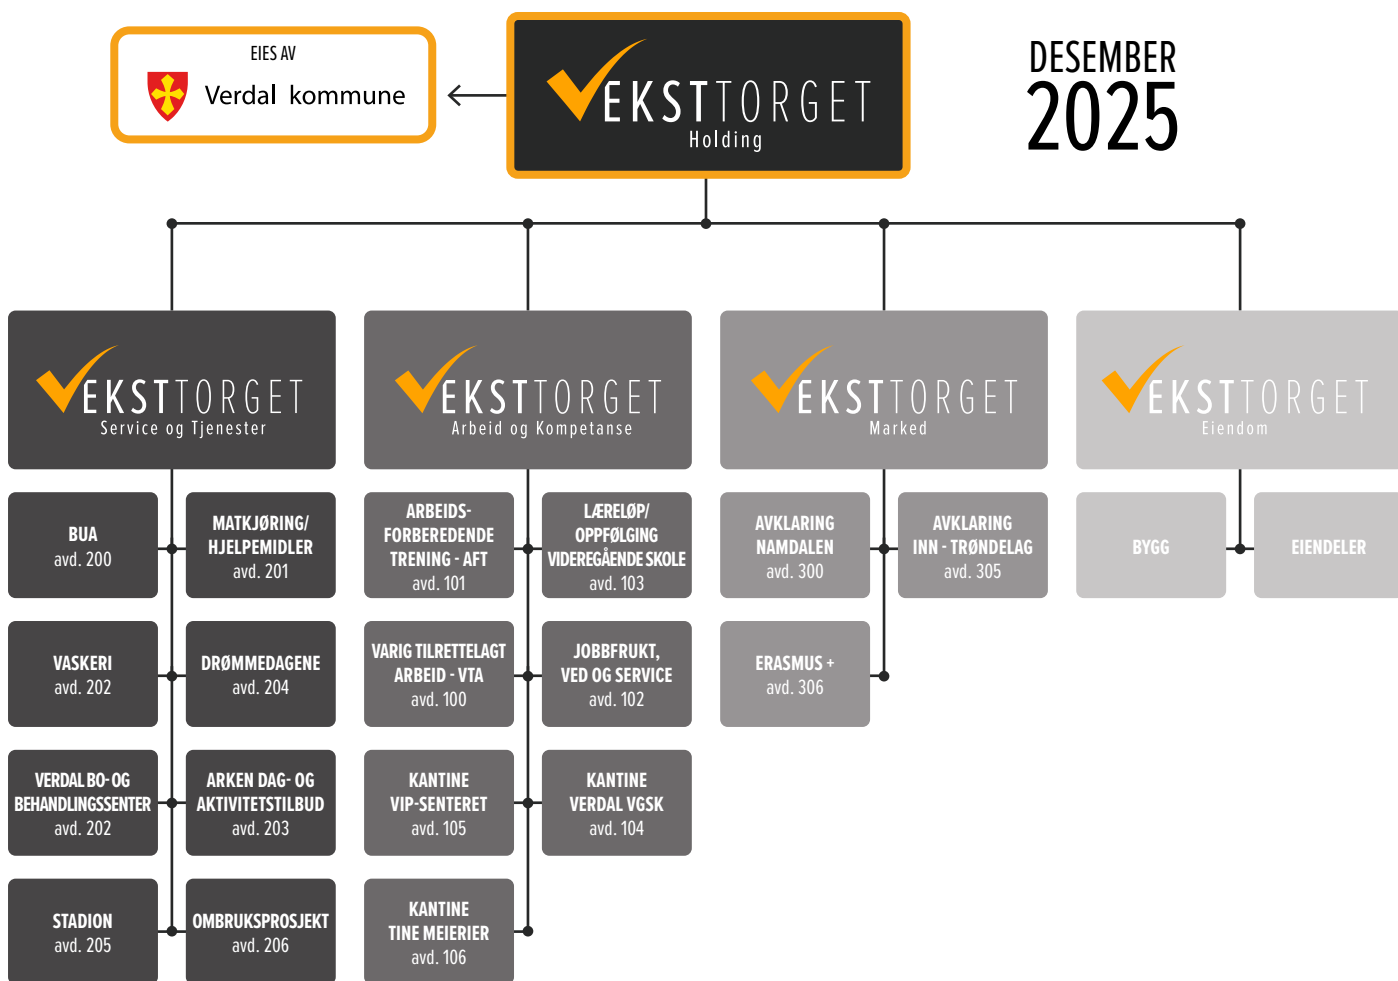 EIES AV
Verdal kommune
VEKSTTORGET
Holding
DESEMBER
2025
VEKSTTORGET
Service og Tjenester
VEKSTTORGET
Arbeid og Kompetanse
VEKSTTORGET
Marked
VEKSTTORGET
Eiendom
BUA
avd. 200
MATKJØRING/
HJELPEMIDLER
avd. 201
VASKERI
avd. 202
DRØMMEDAGENE
avd. 204
VERDAL BO- OG
BEHANDLINGSSENTER
avd. 202
ARKEN DAG- OG
AKTIVITETSTILBUD
avd. 203
STADION
avd. 205
OMBRUKSPROSJEKT
avd. 206
ARBEIDS-
FORBEREDENDE
TRENING - AFT
avd. 101
LÆRELØP/
OPPFØLGING
VIDEREGÅENDE SKOLE
avd. 103
VARIG TILRETTELAGT
ARBEID - VTA
avd. 100
JOBBFRUKT,
VED OG SERVICE
avd. 102
KANTINE
VIP-SENTERET
avd. 105
KANTINE
VERDAL VGSK
avd. 104
KANTINE
TINE MEIERIER
avd. 106
AVKLARING
NAMDALEN
avd. 300
AVKLARING
INN - TRØNDELAG
avd. 305
ERASMUS +
avd. 306
BYGG
EIENDELER